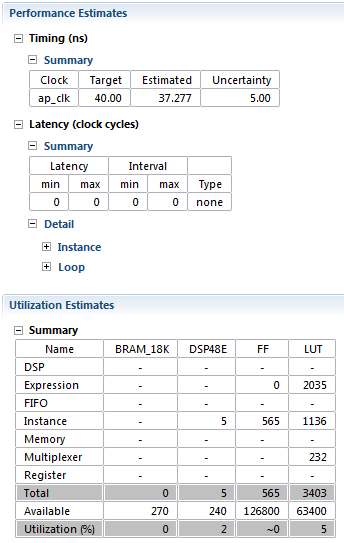 Performance Estimates
Timing (ns)
Summary
Clock Target Estimated Uncertainty
ap_clk 40.00 37.277 5.00
Latency (clock cycles)
Summary
Latency Interval
min max min max Type
0 0 0 0 none
Detail
Instance
Loop
Utilization Estimates
Summary
Name BRAM_18K DSP48E FF LUT
DSP - - - -
Expression - - 0 2035
FIFO - - - -
Instance - 5 565 1136
Memory - - - -
Multiplexer - - - 232
Register - - - -
Total 0 5 565 3403
Available 270 240 126800 63400
Utilization (%) 0 2 ~0 5